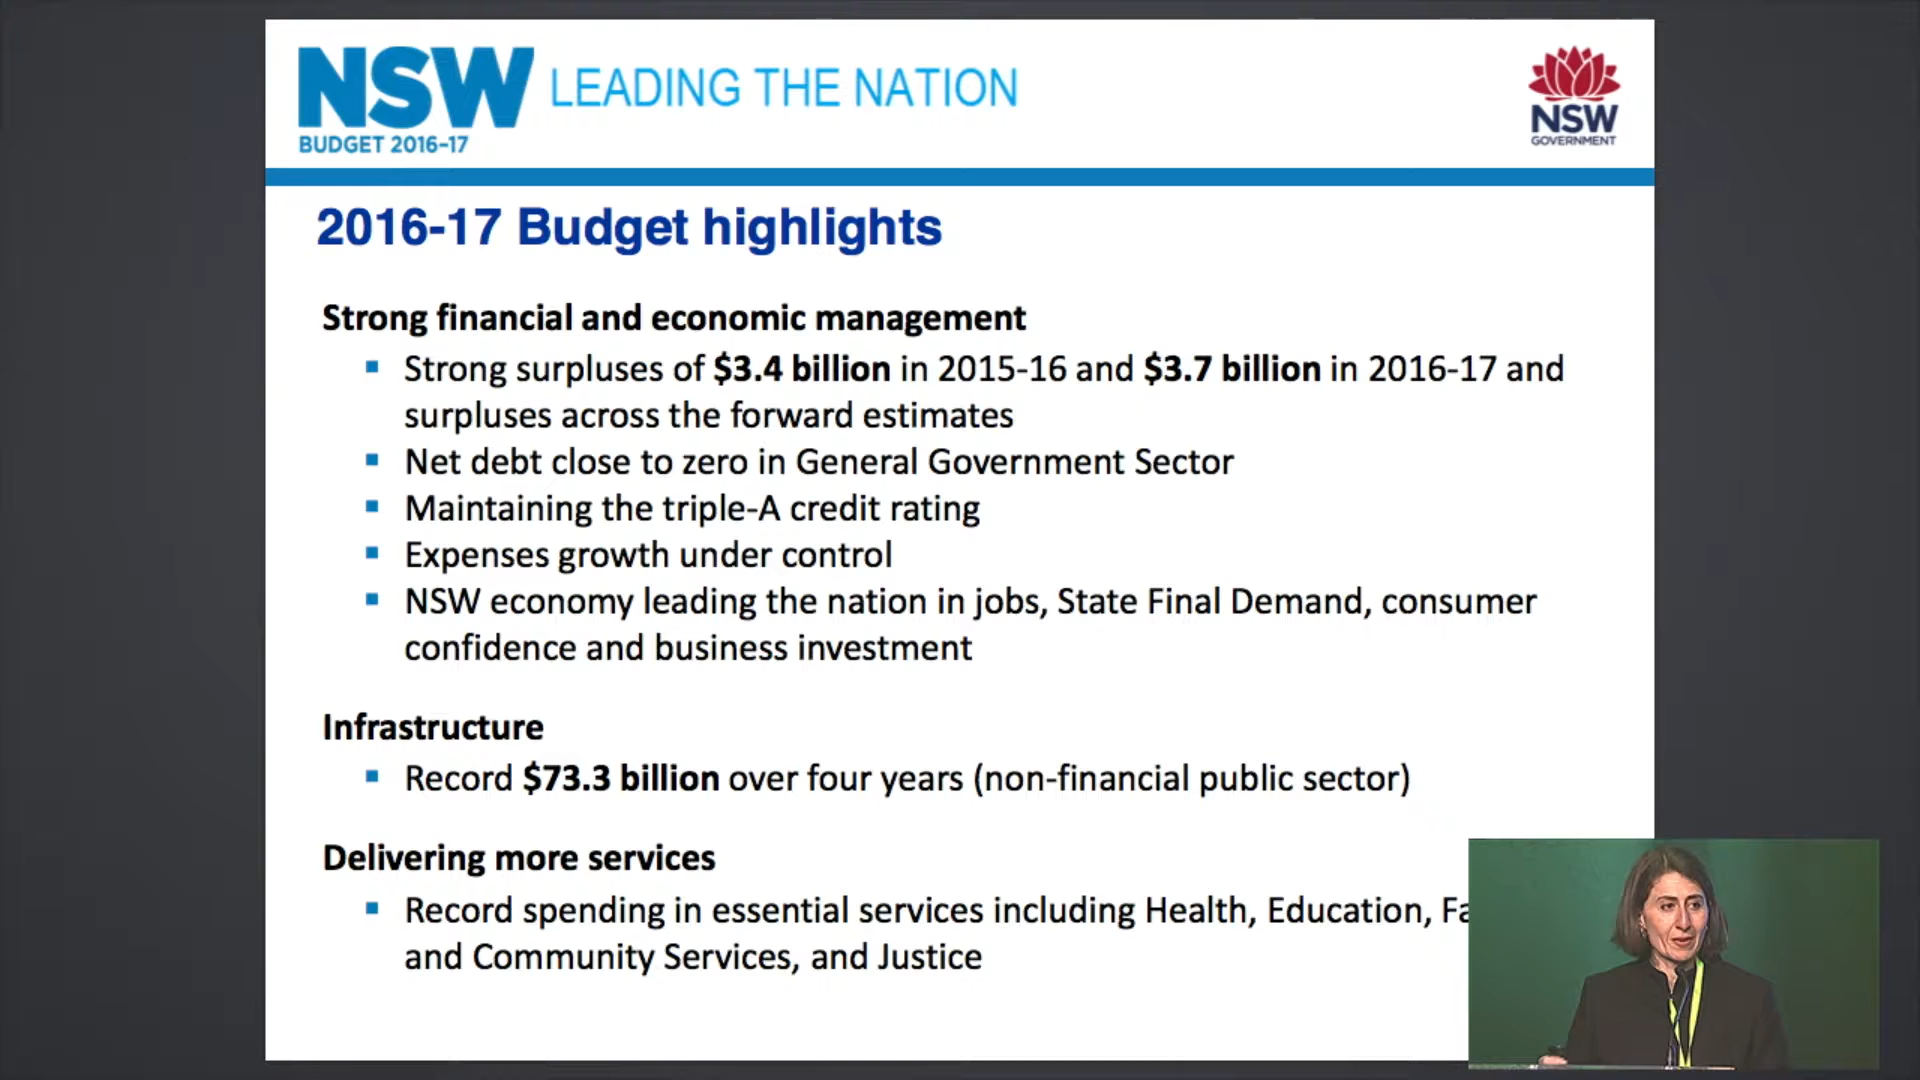 NSW LEADING THE NATION
BUDGET 2016-17
NSW
GOVERNMENT
2016-17 Budget highlights
Strong financial and economic management
▪ Strong surpluses of $3.4 billion in 2015-16 and $3.7 billion in 2016-17 and
surpluses across the forward estimates
▪ Net debt close to zero in General Government Sector
▪ Maintaining the triple-A credit rating
▪ Expenses growth under control
▪ NSW economy leading the nation in jobs, State Final Demand, consumer
confidence and business investment
Infrastructure
▪ Record $73.3 billion over four years (non-financial public sector)
Delivering more services
▪ Record spending in essential services including Health, Education,
and Community Services, and Justice